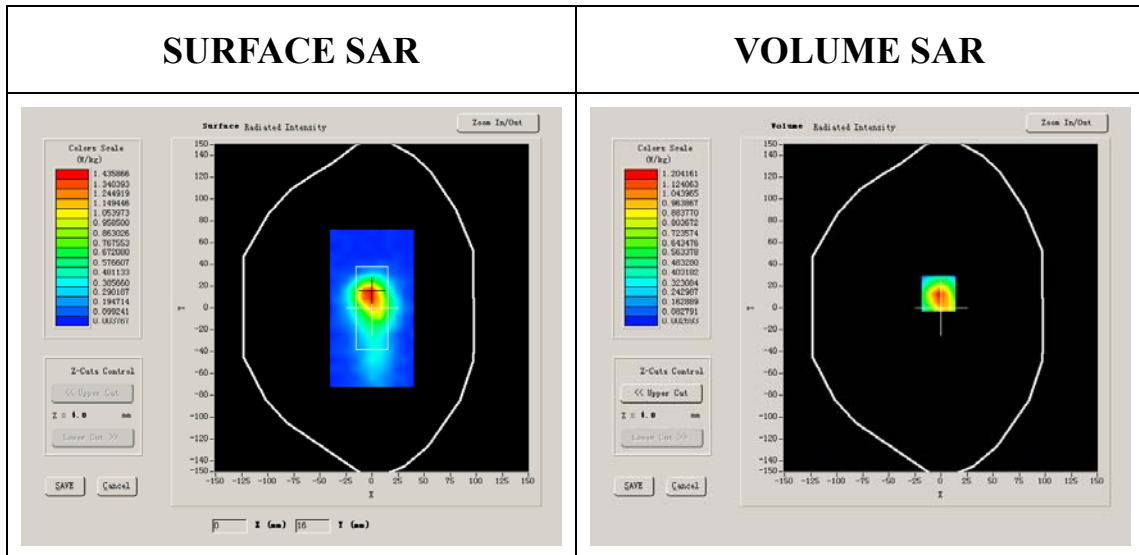 SURFACE SAR
Surface Radiated Intensity
Zoom In/Out
Colors Scale
(W/kg)
1.435866
1.340393
1.244919
1.149446
1.053973
0.958500
0.863026
0.767553
0.672080
0.576607
0.481133
0.385660
0.290187
0.194714
0.099241
0.003767
150
140
120
100
80
60
40
20
0
-20
-40
-60
-80
-100
-120
-140
-150
Y
-150 -125 -100 -75 -50 -25 0 25 50 75 100 125 150
X
Z-Cuts Control
<< Upper Cut
Z = 4.0 mm
Lower Cut >>
SAVE Cancel
0 X (mm) 16 Y (mm)
VOLUME SAR
Volume Radiated Intensity
Zoom In/Out
Colors Scale
(W/kg)
1.204161
1.124063
1.043965
0.963867
0.883770
0.803672
0.723574
0.643476
0.563378
0.483280
0.403182
0.323084
0.242987
0.162889
0.082791
0.002693
150
140
120
100
80
60
40
20
0
-20
-40
-60
-80
-100
-120
-140
-150
Y
-150 -125 -100 -75 -50 -25 0 25 50 75 100 125 150
X
Z-Cuts Control
<< Upper Cut
Z = 4.0 mm
Lower Cut >>
SAVE Cancel